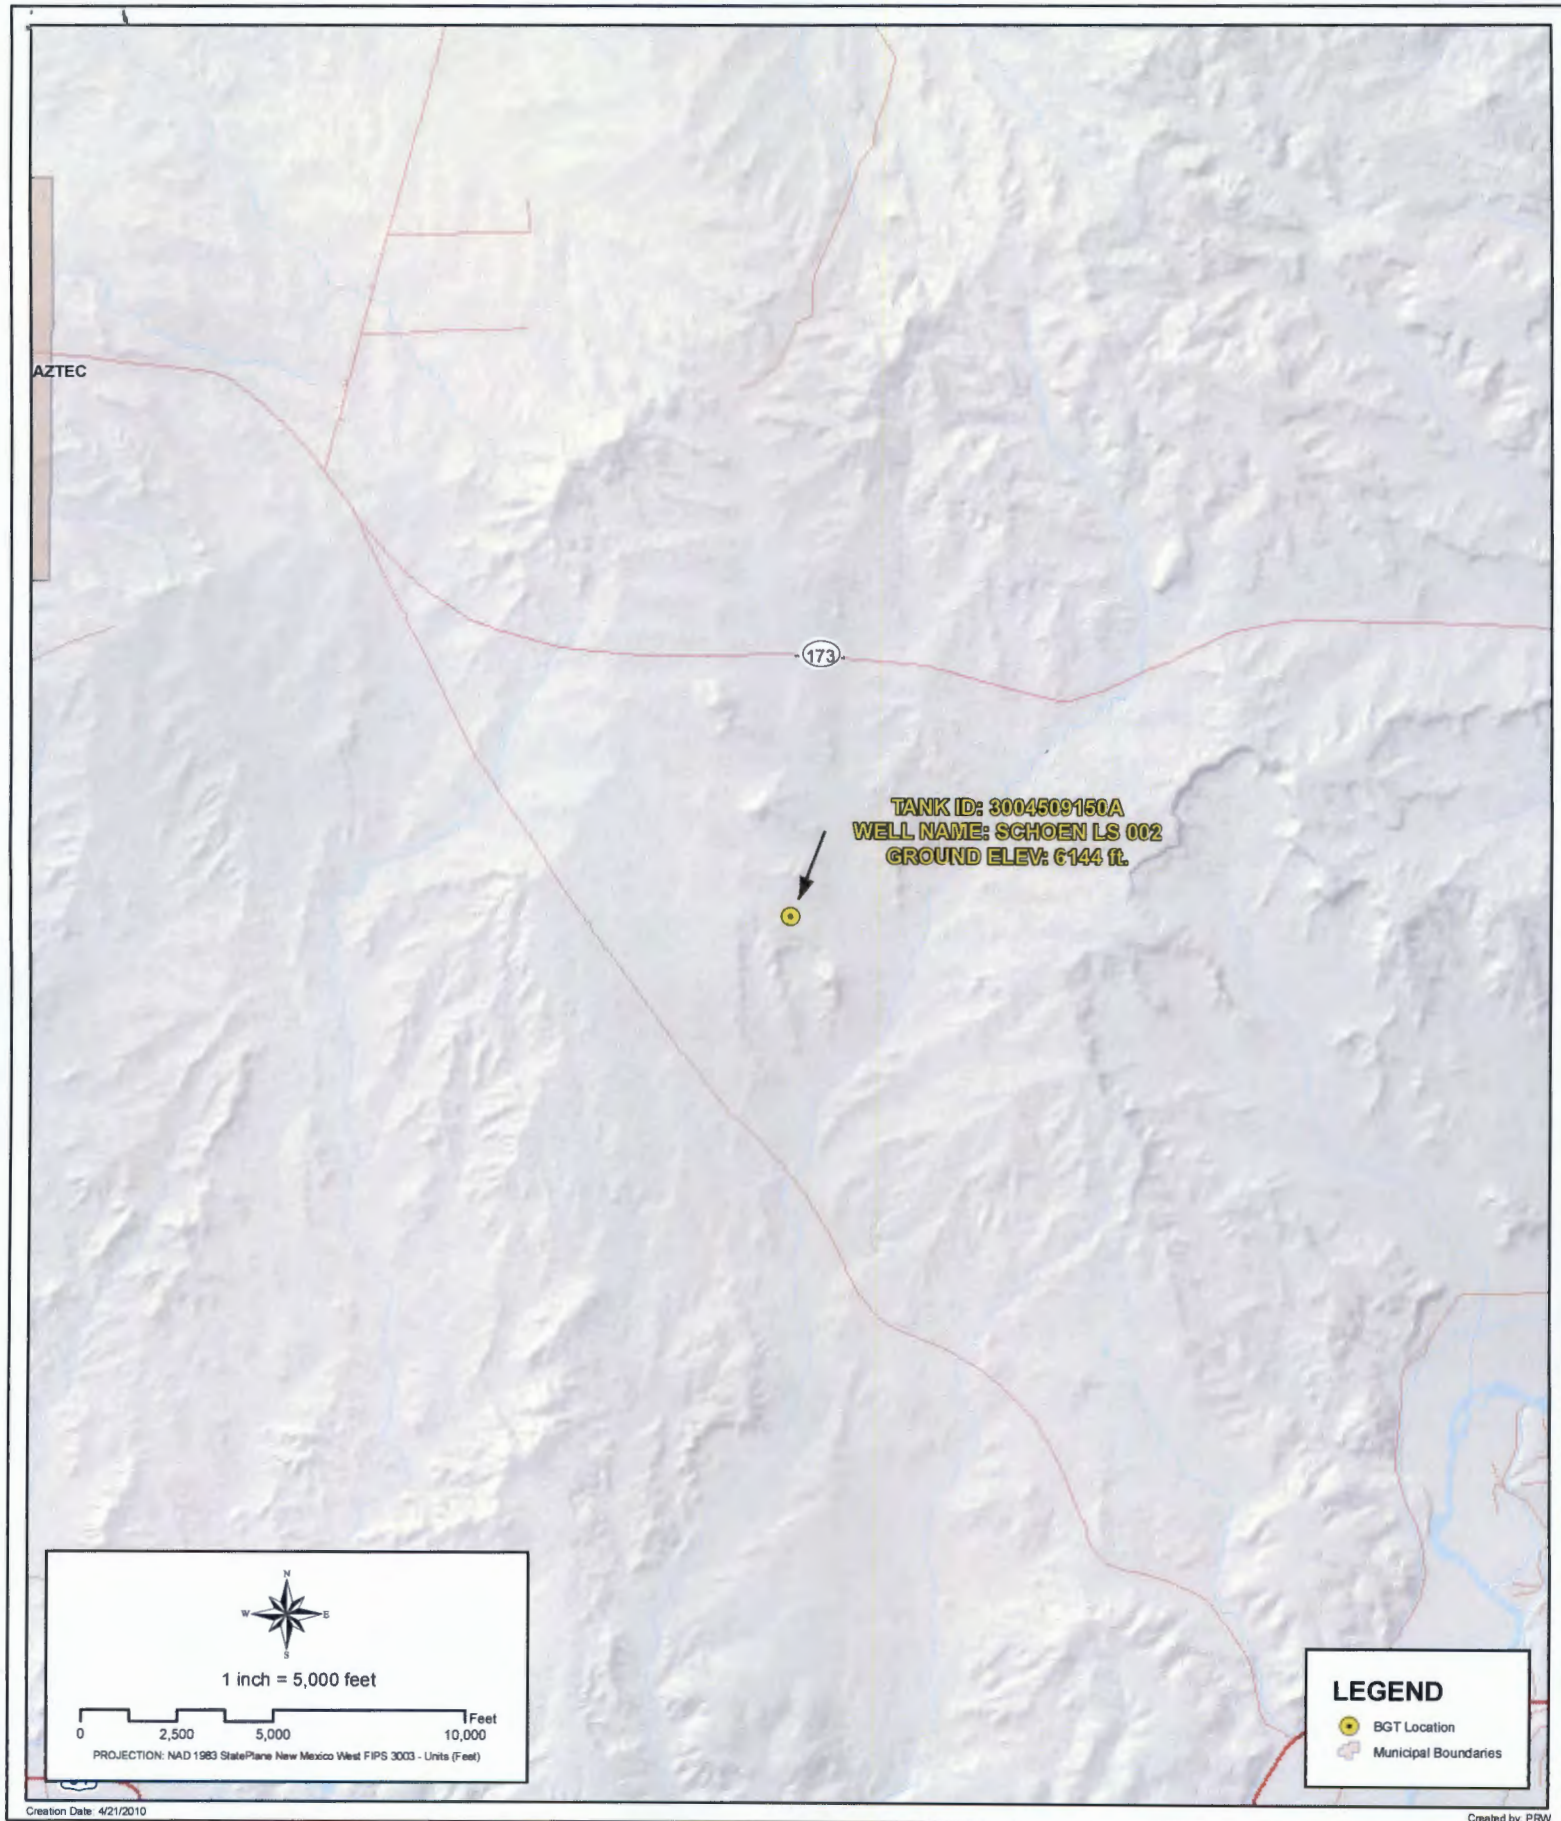 AZTEC
173
TANK ID: 3004509150A
WELL NAME: SCHOEN LS 002
GROUND ELEV: 6144 ft.
N
W E
S
1 inch = 5,000 feet
Feet
0 2,500 5,000 10,000
PROJECTION: NAD 1983 StatePlane New Mexico West FIPS 3003 - Units (Feet)
LEGEND
BGT Location
Municipal Boundaries
Creation Date: 4/21/2010
Created by: PRW